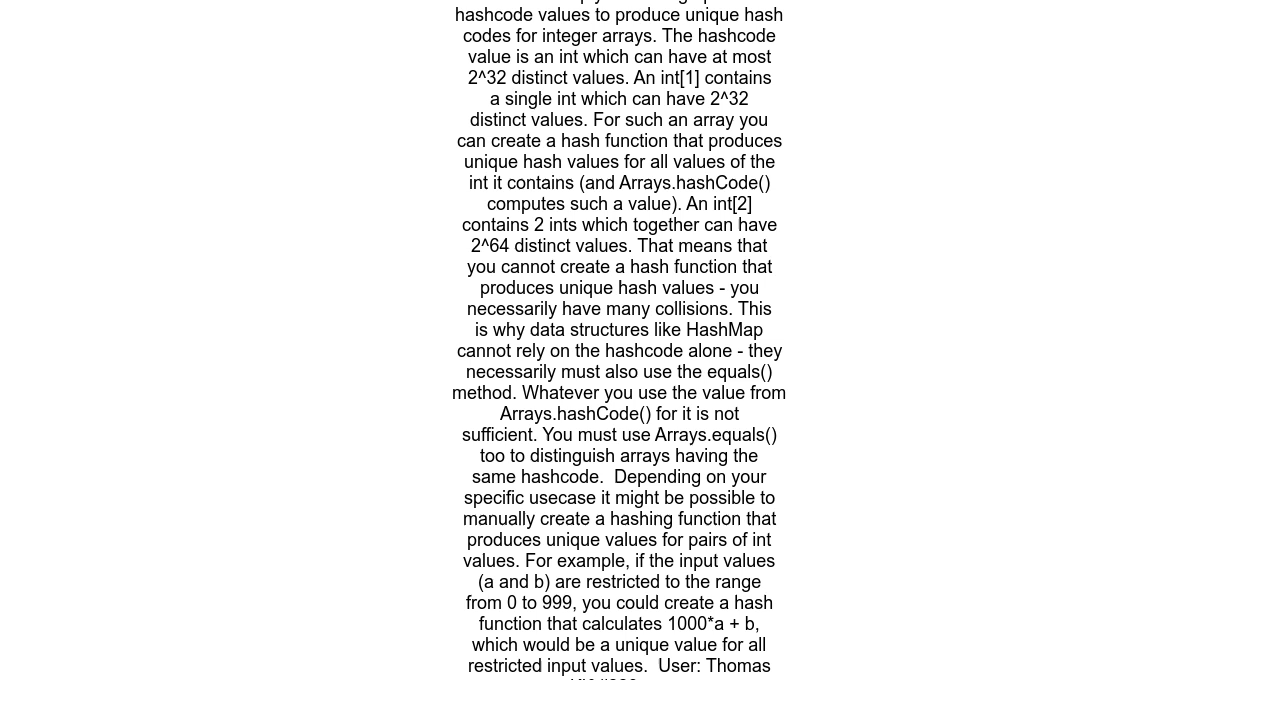 hashcode values to produce unique hash
codes for integer arrays. The hashcode
value is an int which can have at most
2^32 distinct values. An int[1] contains
a single int which can have 2^32
distinct values. For such an array you
can create a hash function that produces
unique hash values for all values of the
int it contains (and Arrays.hashCode()
computes such a value). An int[2]
contains 2 ints which together can have
2^64 distinct values. That means that
you cannot create a hash function that
produces unique hash values - you
necessarily have many collisions. This
is why data structures like HashMap
cannot rely on the hashcode alone - they
necessarily must also use the equals()
method. Whatever you use the value from
Arrays.hashCode() for it is not
sufficient. You must use Arrays.equals()
too to distinguish arrays having the
same hashcode.  Depending on your
specific usecase it might be possible to
manually create a hashing function that
produces unique values for pairs of int
values. For example, if the input values
(a and b) are restricted to the range
from 0 to 999, you could create a hash
function that calculates 1000*a + b,
which would be a unique value for all
restricted input values.  User: Thomas